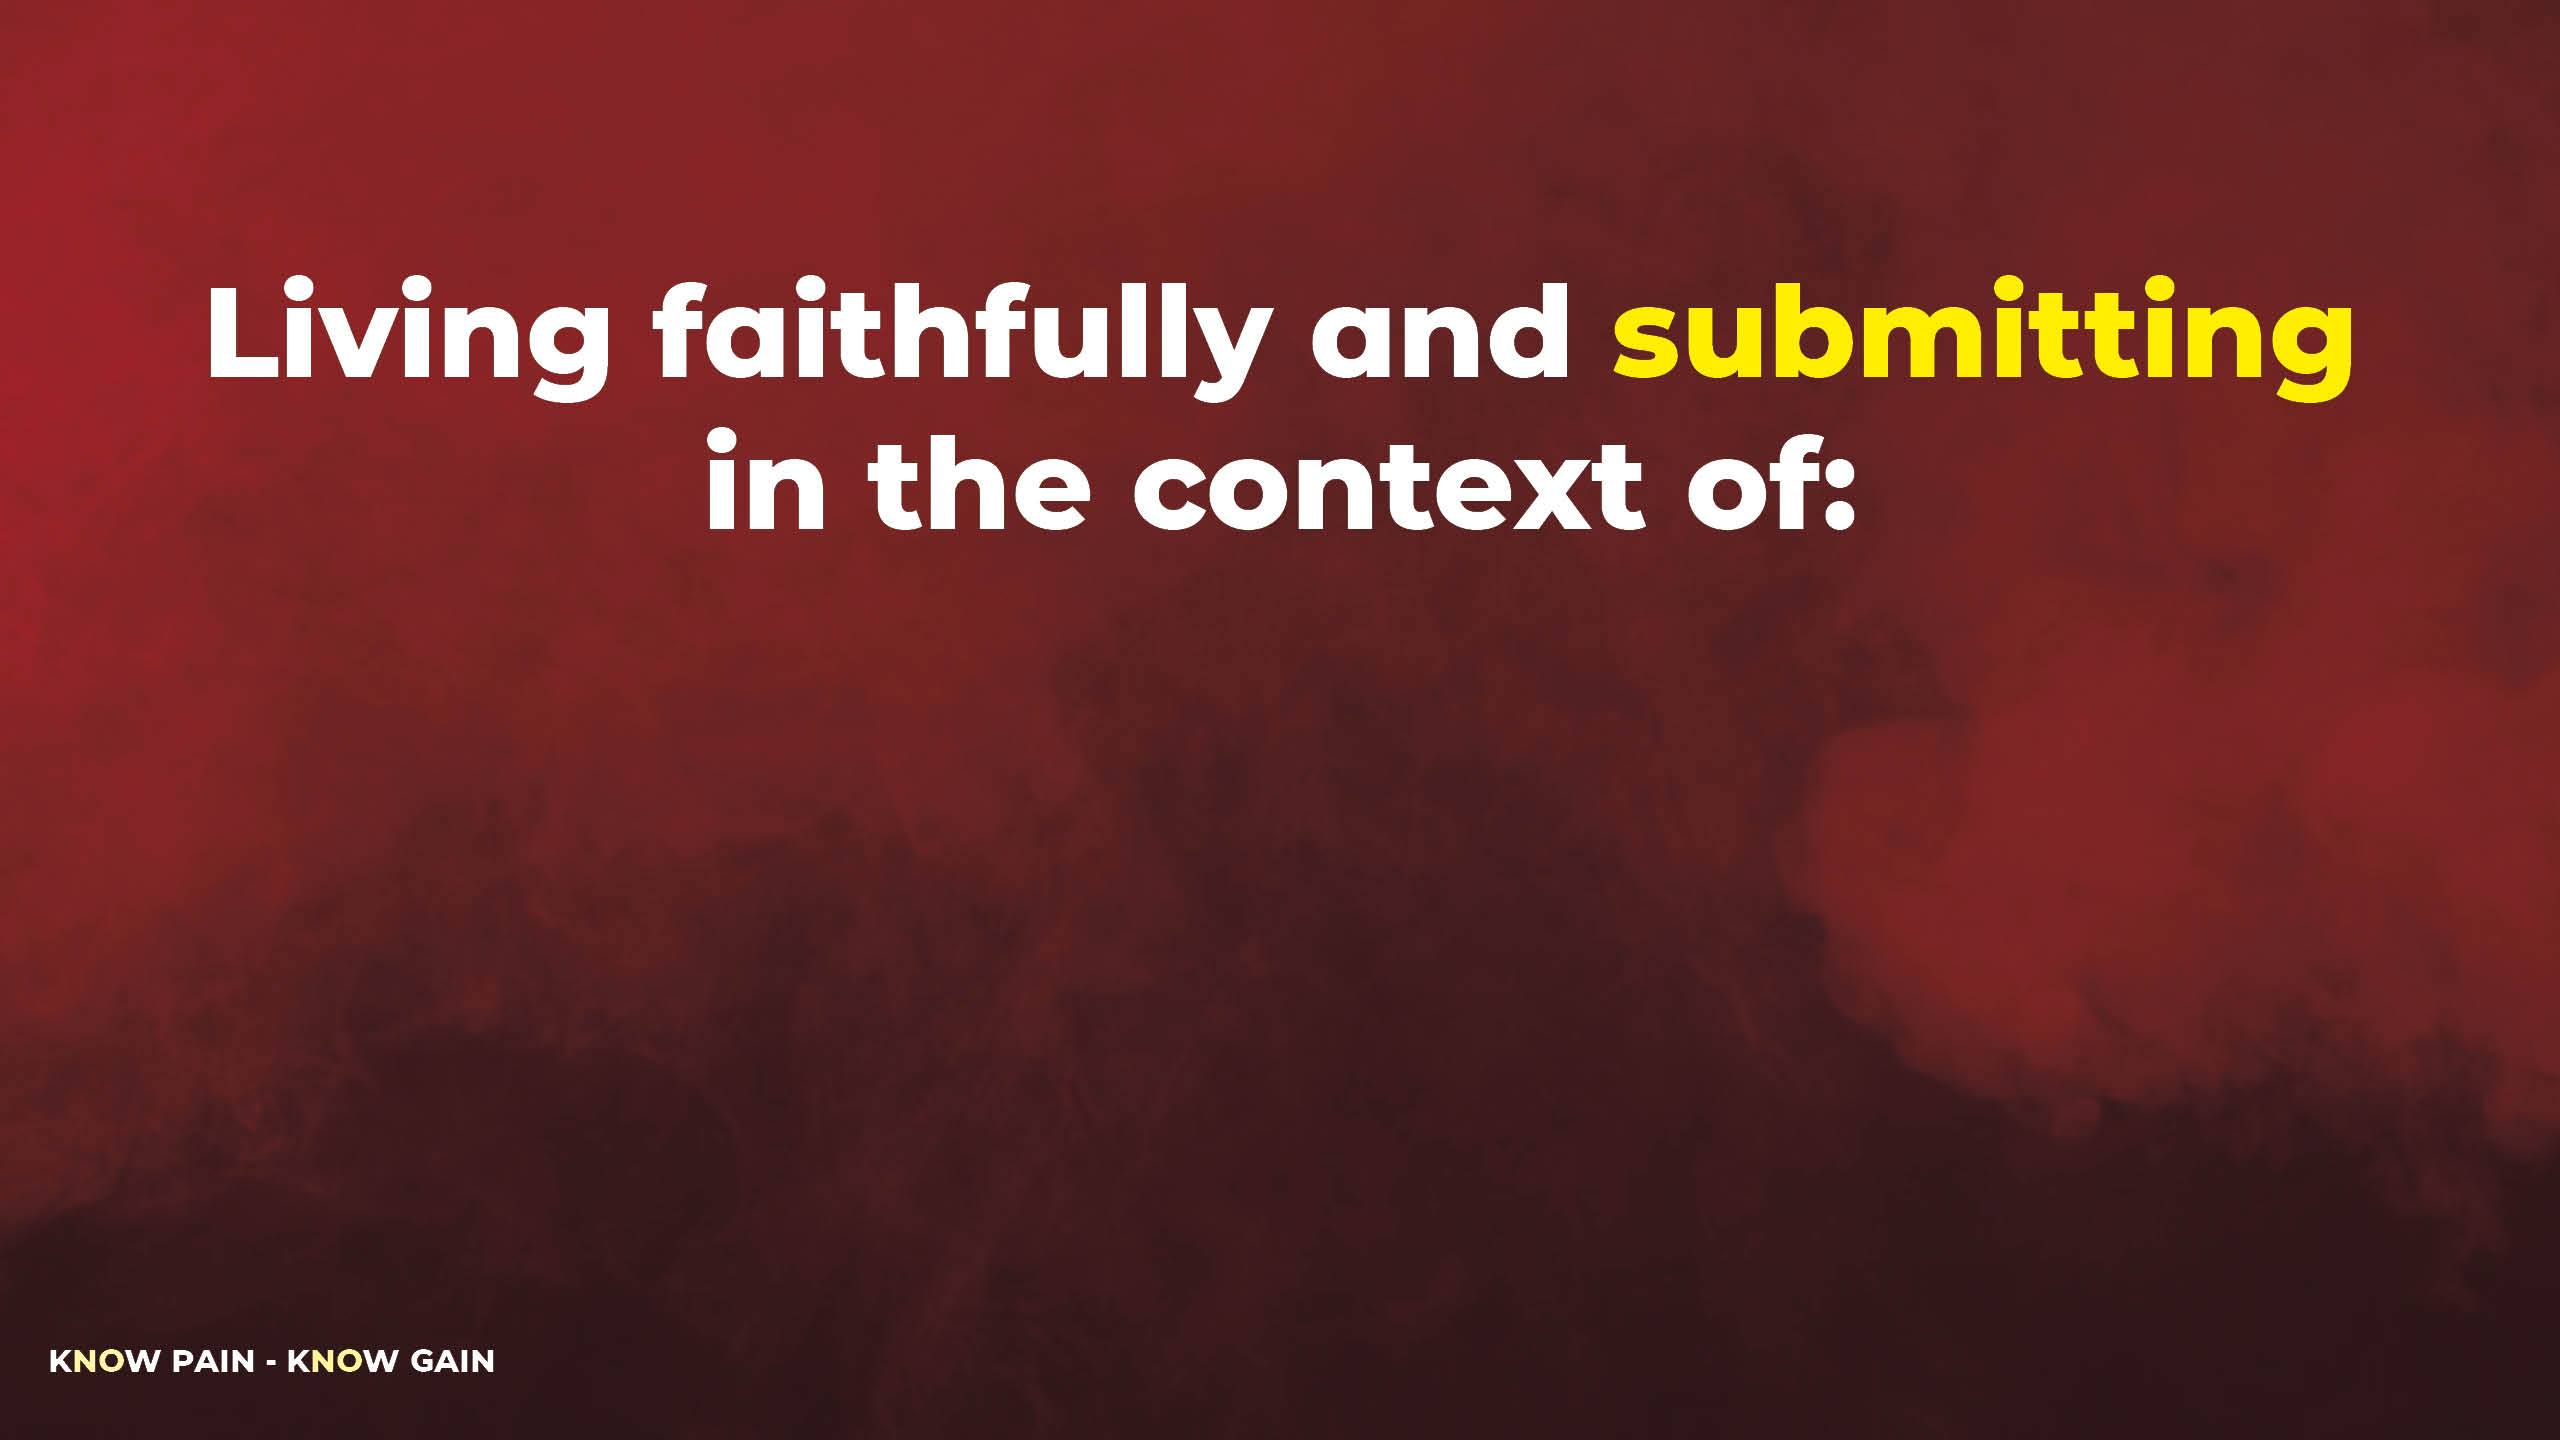 Living faithfully and submitting
in the context of:
KNOW PAIN - KNOW GAIN